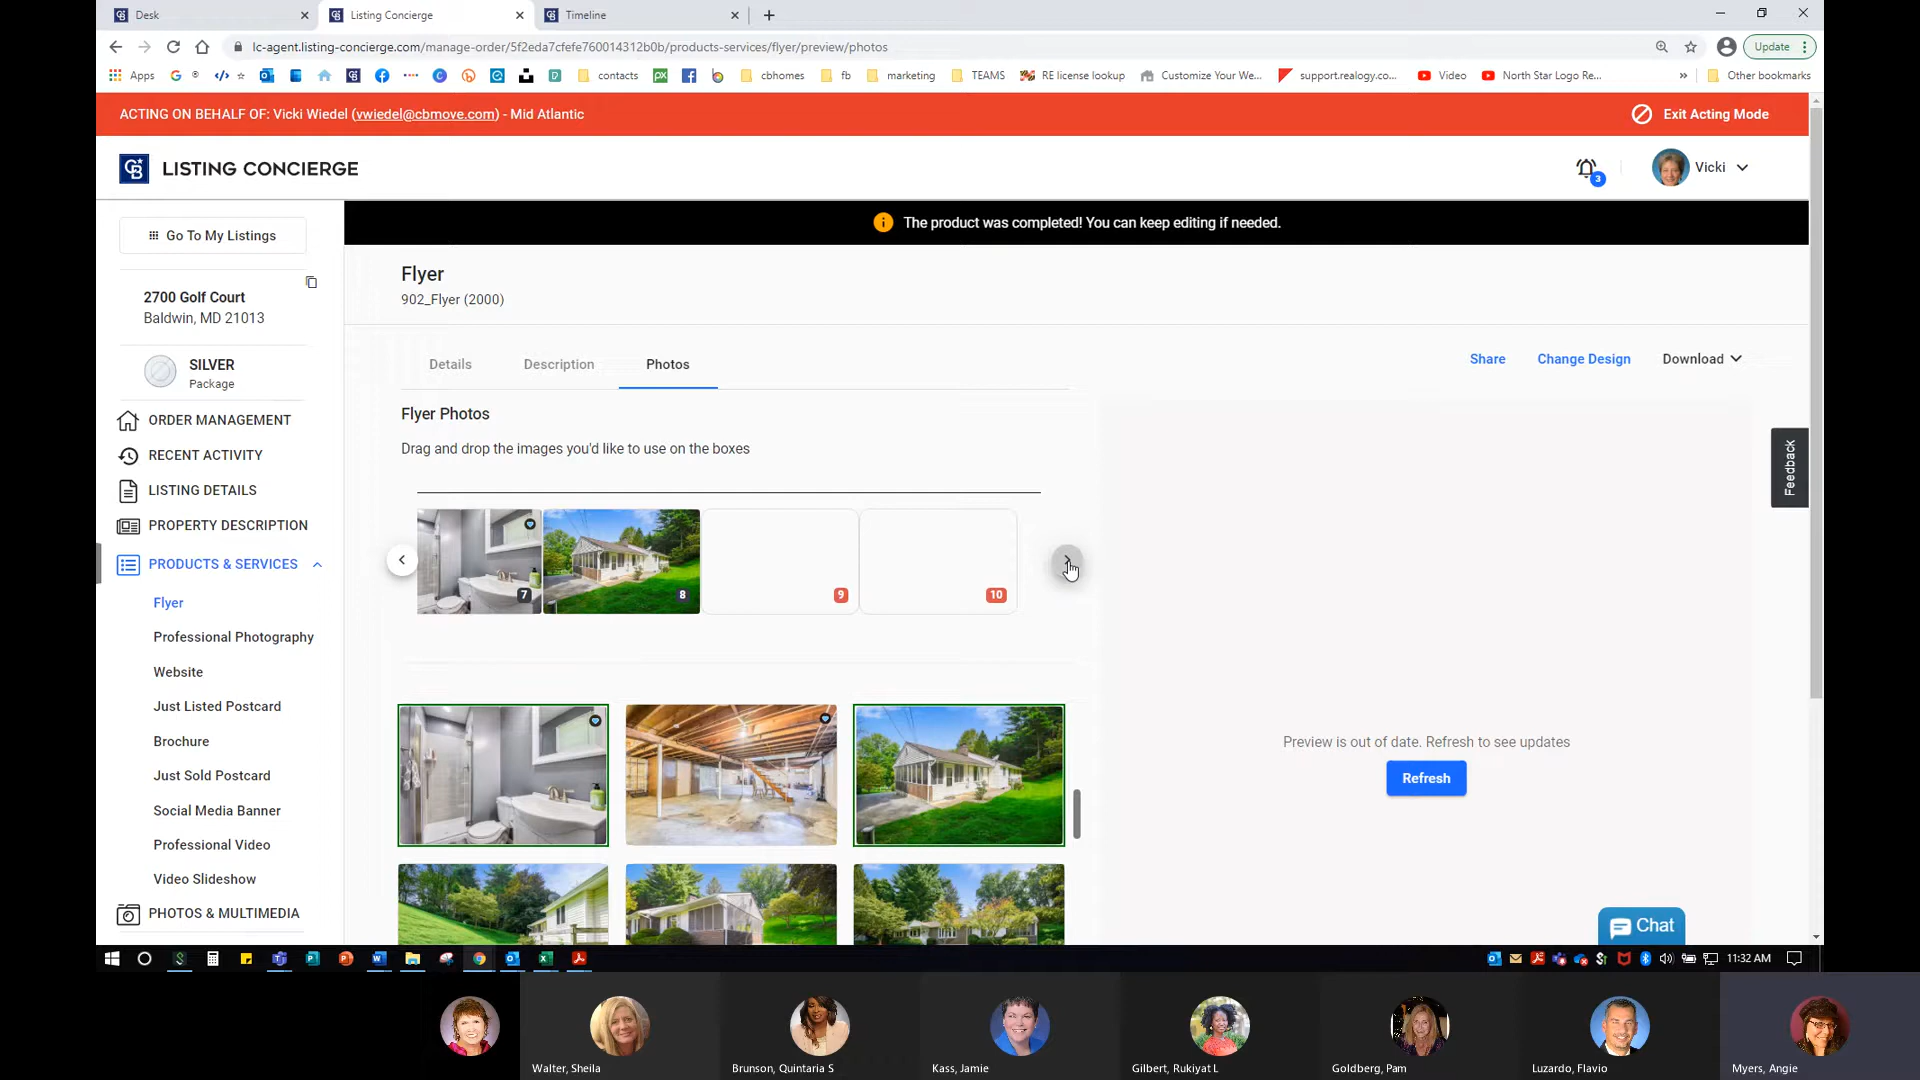 Desk
Listing Concierge
Timeline
lc-agent.listing-concierge.com/manage-order/5f2eda7cfefe760014312b0b/products-services/flyer/preview/photos
Update
Apps
contacts
cbhomes
fb
marketing
TEAMS
RE license lookup
Customize Your We...
support.realogy.co...
Video
North Star Logo Re...
»
Other bookmarks
ACTING ON BEHALF OF: Vicki Wiedel (vwiedel@cbmove.com) - Mid Atlantic
Exit Acting Mode
LISTING CONCIERGE
3
Vicki
Go To My Listings
The product was completed! You can keep editing if needed.
Flyer
902_Flyer (2000)
2700 Golf Court
Baldwin, MD 21013
SILVER
Package
Details
Description
Photos
Share
Change Design
Download
Flyer Photos
Drag and drop the images you'd like to use on the boxes
ORDER MANAGEMENT
RECENT ACTIVITY
LISTING DETAILS
PROPERTY DESCRIPTION
PRODUCTS & SERVICES
Flyer
Professional Photography
Website
Just Listed Postcard
Brochure
Just Sold Postcard
Social Media Banner
Professional Video
Video Slideshow
PHOTOS & MULTIMEDIA
7
8
9
10
Feedback
Preview is out of date. Refresh to see updates
Refresh
Chat
11:32 AM
Walter, Sheila
Brunson, Quintaria S
Kass, Jamie
Gilbert, Rukiyat L
Goldberg, Pam
Luzardo, Flavio
Myers, Angie